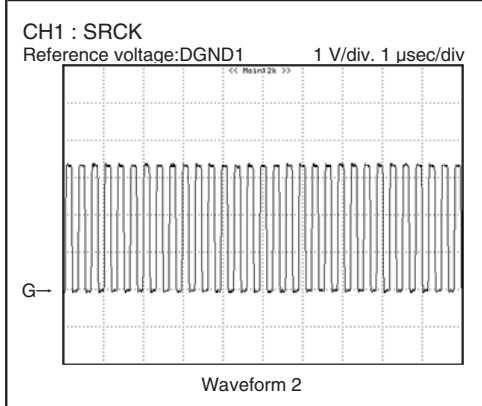 CH1 : SRCK
Reference voltage:DGND1 1 V/div. 1 µsec/div
<< Main:2k >>
G→
Waveform 2